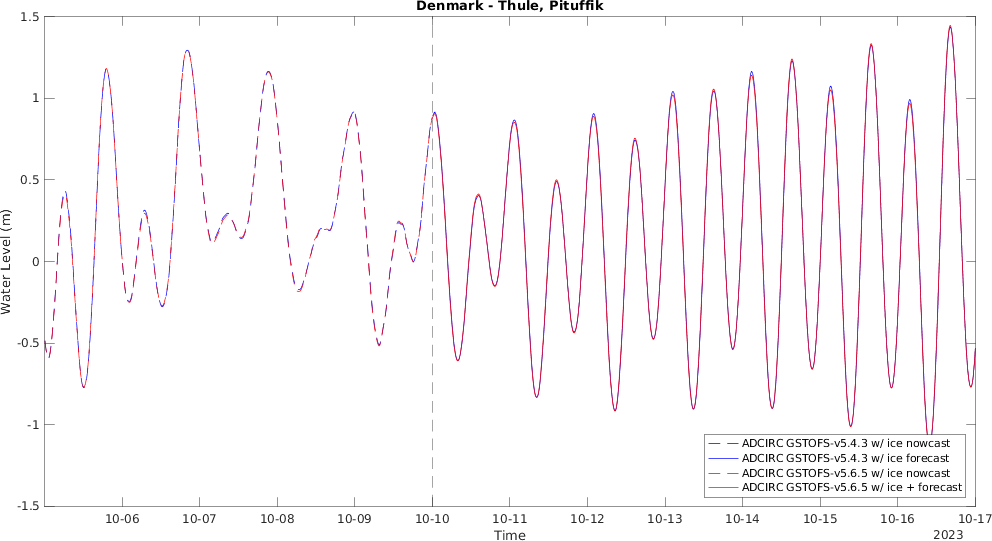 Denmark - Thule, Pituffik
1.5
1
0.5
0
-0.5
-1
-1.5
Water Level (m)
ADCIRC GSTOFS-v5.4.3 w/ ice nowcast
ADCIRC GSTOFS-v5.4.3 w/ ice forecast
ADCIRC GSTOFS-v5.6.5 w/ ice nowcast
ADCIRC GSTOFS-v5.6.5 w/ ice + forecast
10-06 10-07 10-08 10-09 10-10 10-11 10-12 10-13 10-14 10-15 10-16 10-17
Time
2023